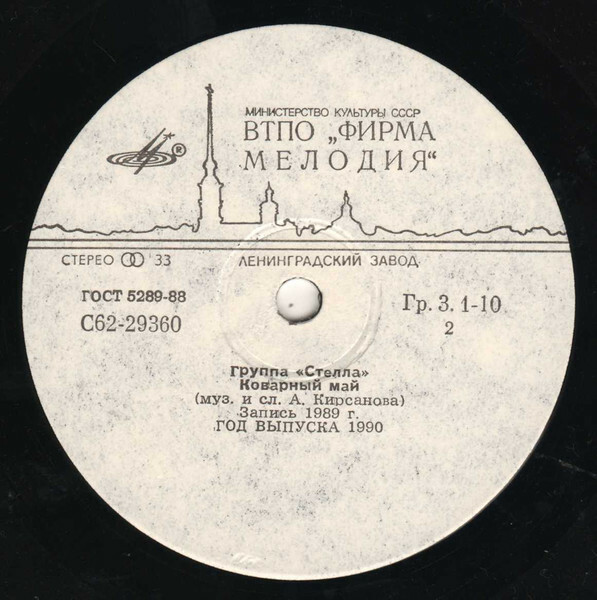 МИНИСТЕРСТВО КУЛЬТУРЫ СССР
ВТПО „ФИРМА
МЕЛОДИЯ“
®
СТЕРЕО 33
ЛЕНИНГРАДСКИЙ ЗАВОД
ГОСТ 5289-88
С62-29360
Гр. 3. 1-10
2
Группа «Стелла»
Коварный май
(муз. и сл. А. Кирсанова)
Запись 1989 г.
ГОД ВЫПУСКА 1990